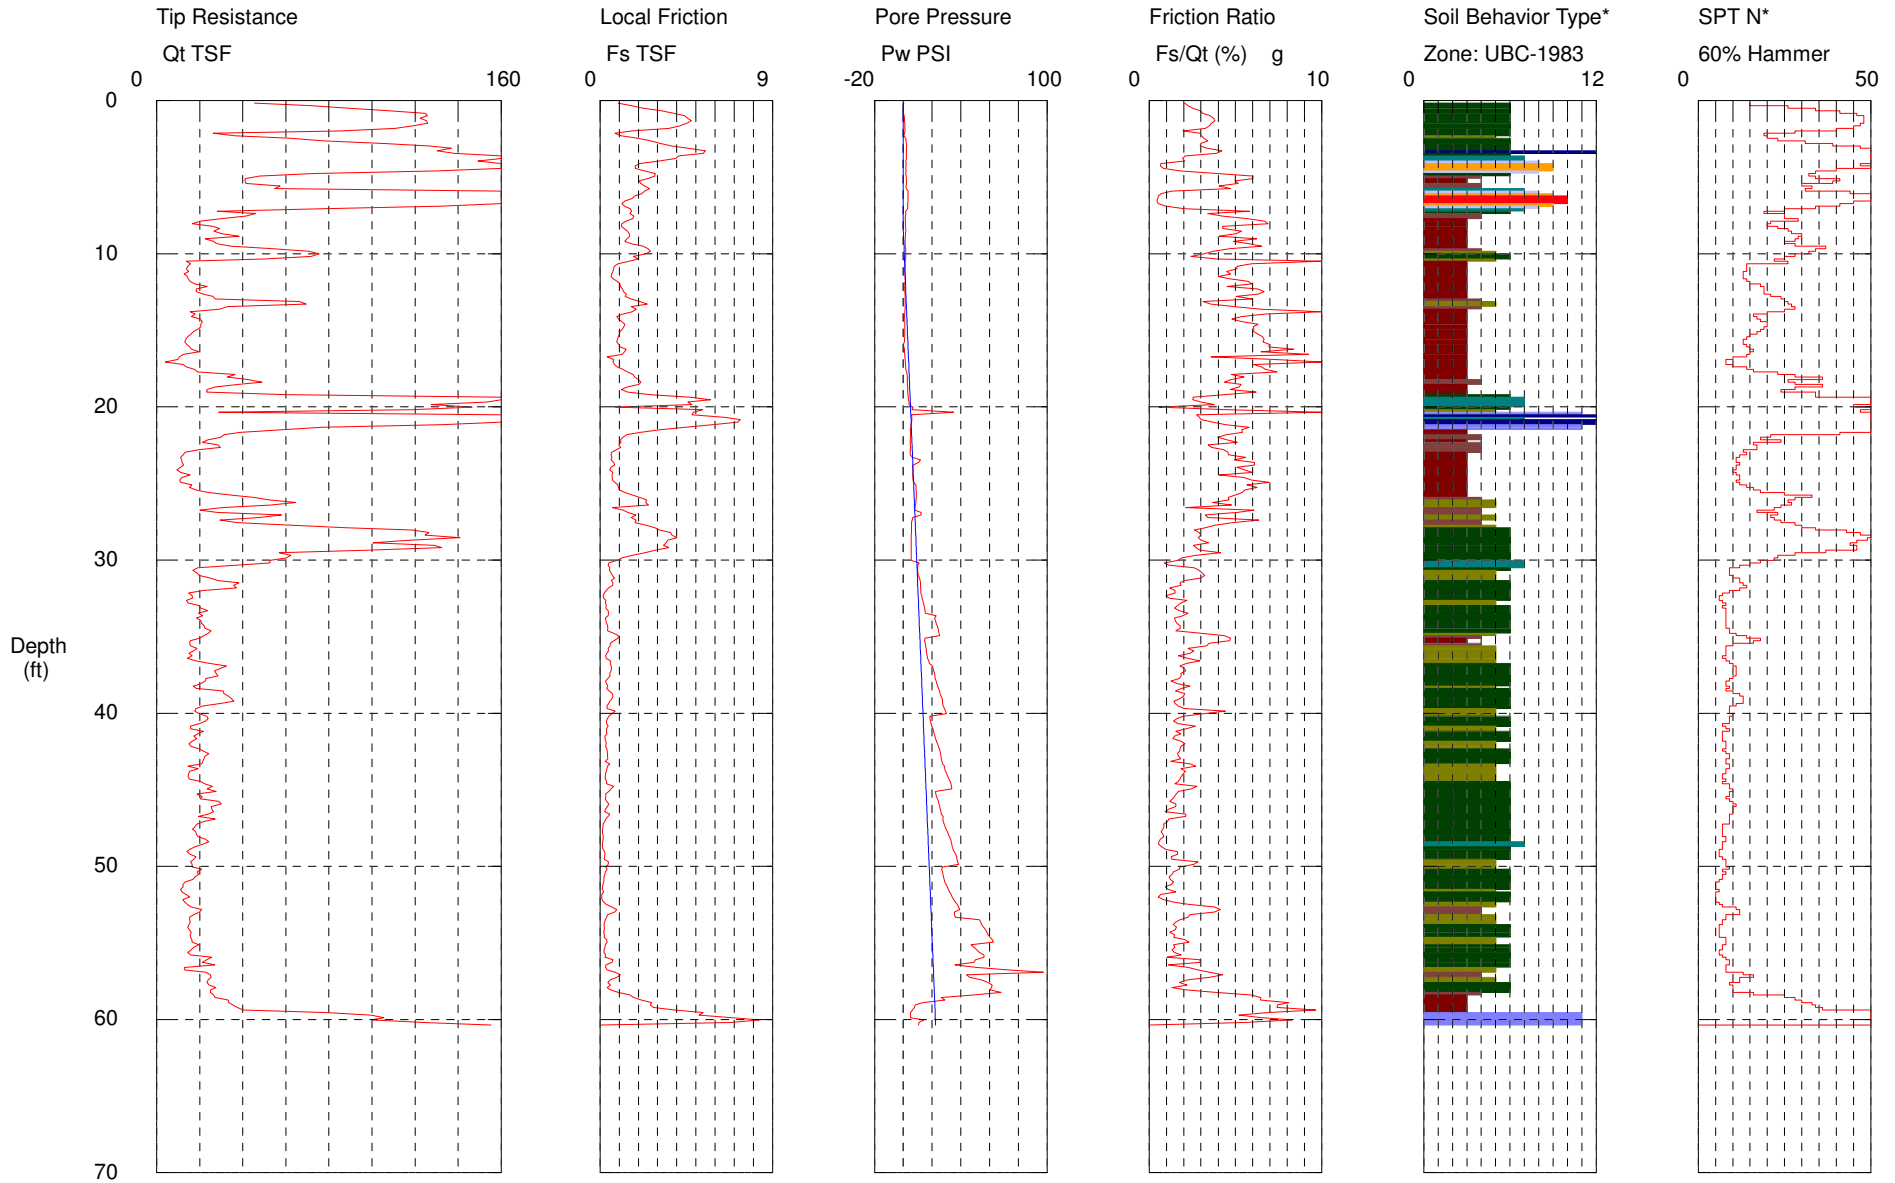 Tip Resistance Local Friction Pore Pressure Friction Ratio Soil Behavior Type* SPT N*
Qt TSF Fs TSF Pw PSI Fs/Qt (%) g Zone: UBC-1983 60% Hammer
0 160 0 9 -20 100 0 10 0 12 0 50
0
10
20
30
Depth
(ft)
40
50
60
70